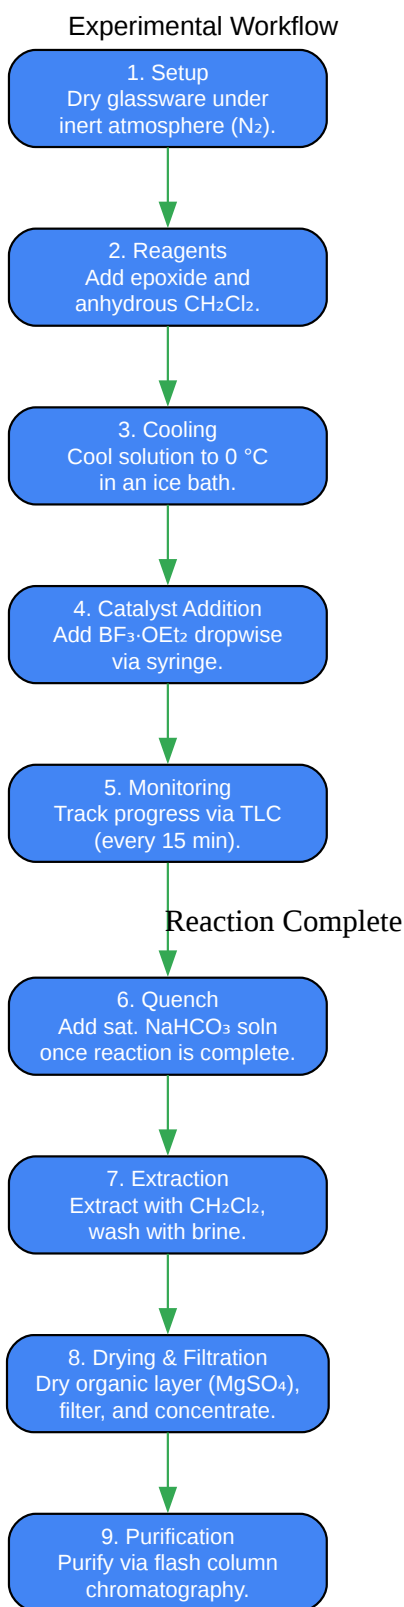 Experimental Workflow
1. Setup
Dry glassware under
inert atmosphere (N₂).
2. Reagents
Add epoxide and
anhydrous CH₂Cl₂.
3. Cooling
Cool solution to 0 °C
in an ice bath.
4. Catalyst Addition
Add BF₃·OEt₂ dropwise
via syringe.
5. Monitoring
Track progress via TLC
(every 15 min).
Reaction Complete
6. Quench
Add sat. NaHCO₃ soln
once reaction is complete.
7. Extraction
Extract with CH₂Cl₂,
wash with brine.
8. Drying & Filtration
Dry organic layer (MgSO₄),
filter, and concentrate.
9. Purification
Purify via flash column
chromatography.